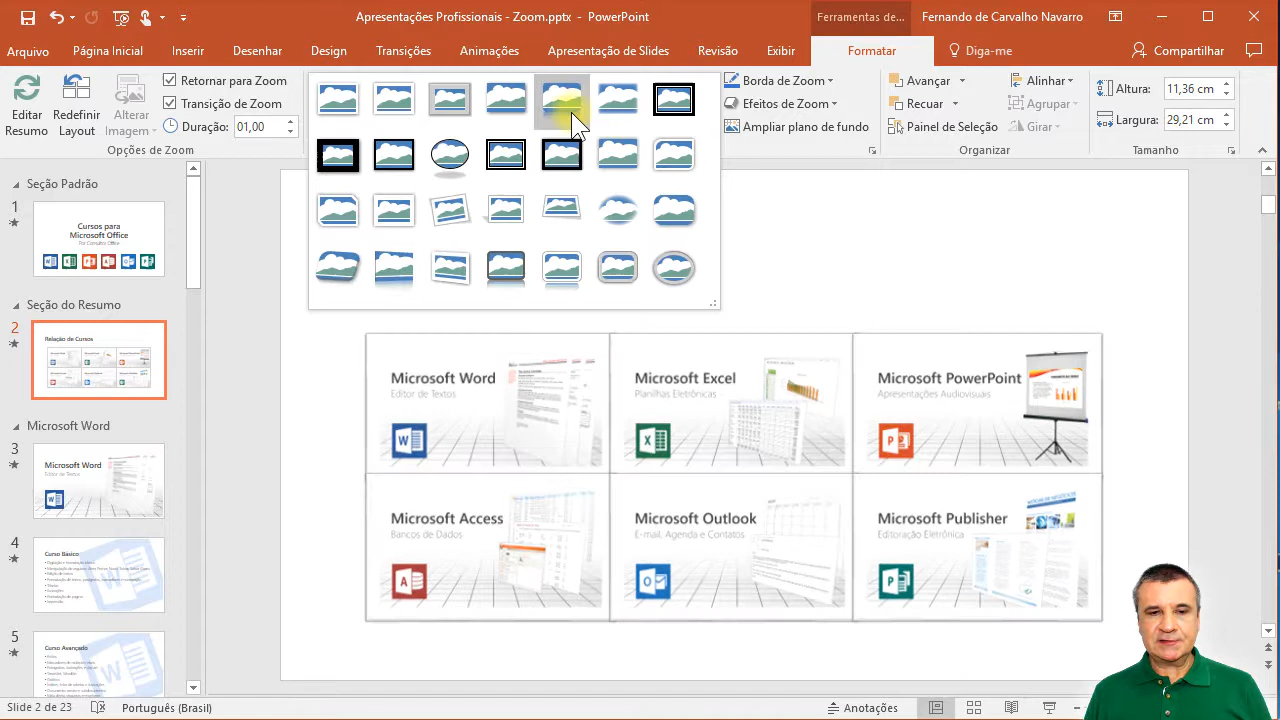 Apresentações Profissionais - Zoom.pptx - PowerPoint
Ferramentas de...
Fernando de Carvalho Navarro
Arquivo
Página Inicial
Inserir
Desenhar
Design
Transições
Animações
Apresentação de Slides
Revisão
Exibir
Formatar
Diga-me
Compartilhar
Editar
Resumo
Redefinir
Layout
Alterar
Imagem
Retornar para Zoom
Transição de Zoom
Duração: 01,00
Opções de Zoom
Borda de Zoom
Efeitos de Zoom
Ampliar plano de fundo
Avançar
Recuar
Painel de Seleção
Alinhar
Agrupar
Girar
Organizar
Altura: 11,36 cm
Largura: 29,21 cm
Tamanho
Seção Padrão
1
Cursos para
Microsoft Office
Seção do Resumo
2
Relação de Cursos
Microsoft Word
3
Microsoft Word
Editor de Textos
4
Curso Básico
5
Curso Avançado
Microsoft Word
Editor de Textos
Microsoft Excel
Planilhas Eletrônicas
Microsoft PowerPoint
Apresentações Audiovisuais
Microsoft Access
Bancos de Dados
Microsoft Outlook
E-mail, Agenda e Contatos
Microsoft Publisher
Editoração Eletrônica
Slide 2 de 23
Português (Brasil)
Anotações